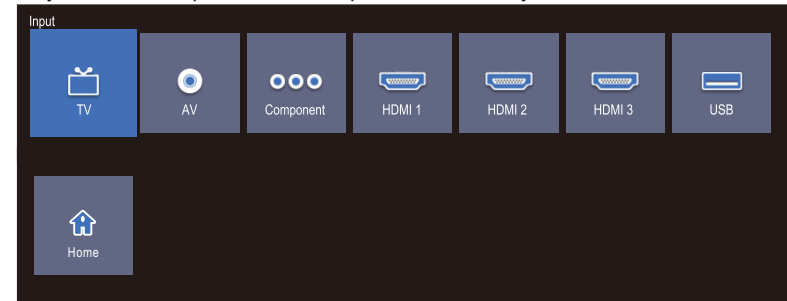 Input
TV
AV
Component
HDMI 1
HDMI 2
HDMI 3
USB
Home